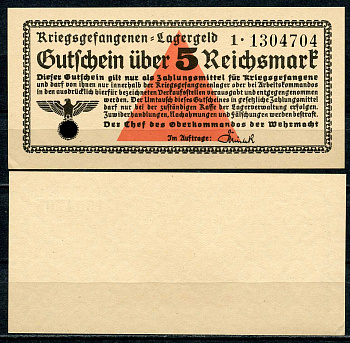 Kriegsgefangenen-Lagergeld
1·1304704
Gutschein über 5 Reichsmark
Dieser Gutschein gilt nur als Zahlungsmittel für Kriegsgefangene
und darf von ihnen nur innerhalb der Kriegsgefangenenlager oder bei Arbeitskommandos
in den ausdrücklich hierfür bezeichneten Verkaufsstellen verausgabt und entgegengenommen
werden. Der Umtausch dieses Gutscheines in gesetzliche Zahlungsmittel
darf nur bei der zuständigen Kasse der Lagerverwaltung erfolgen.
Zuwiderhandlungen, Nachahmungen und Fälschungen werden bestraft.
Der Chef des Oberkommandos der Wehrmacht
Im Auftrage: